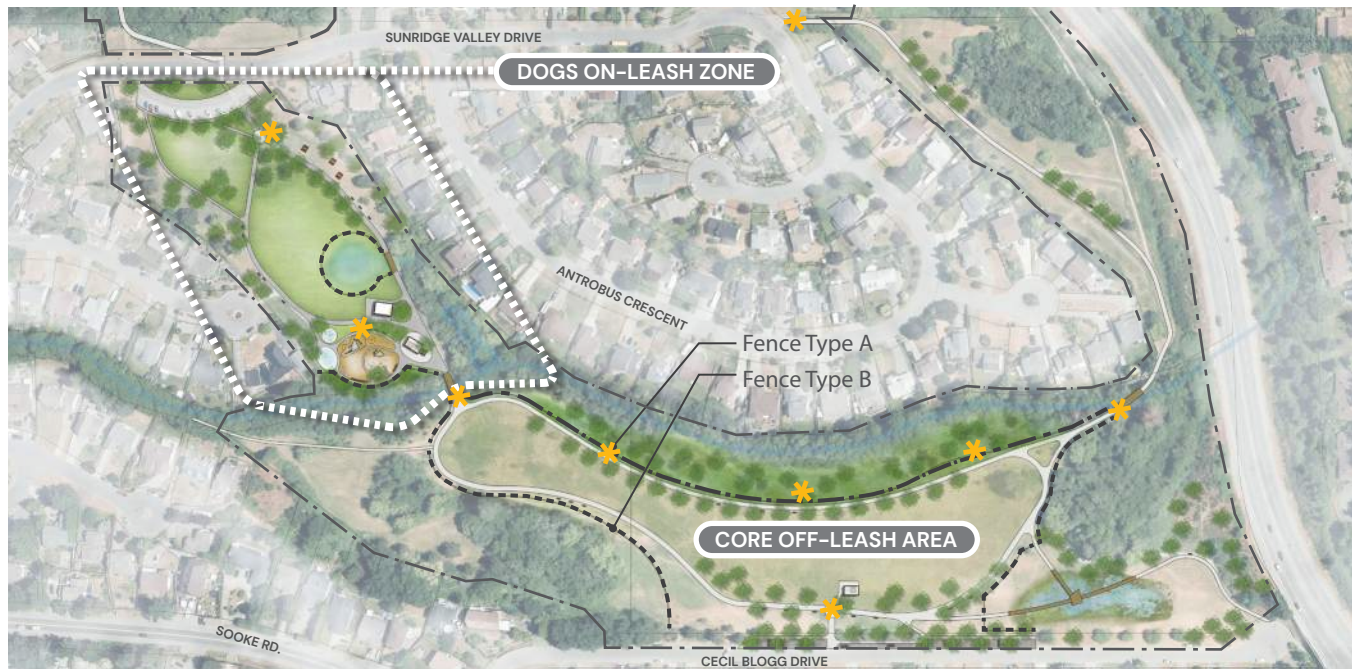 SUNRIDGE VALLEY DRIVE
DOGS ON-LEASH ZONE
ANTROBUS CRESCENT
Fence Type A
Fence Type B
CORE OFF-LEASH AREA
SOOKE RD.
CECIL BLOGG DRIVE